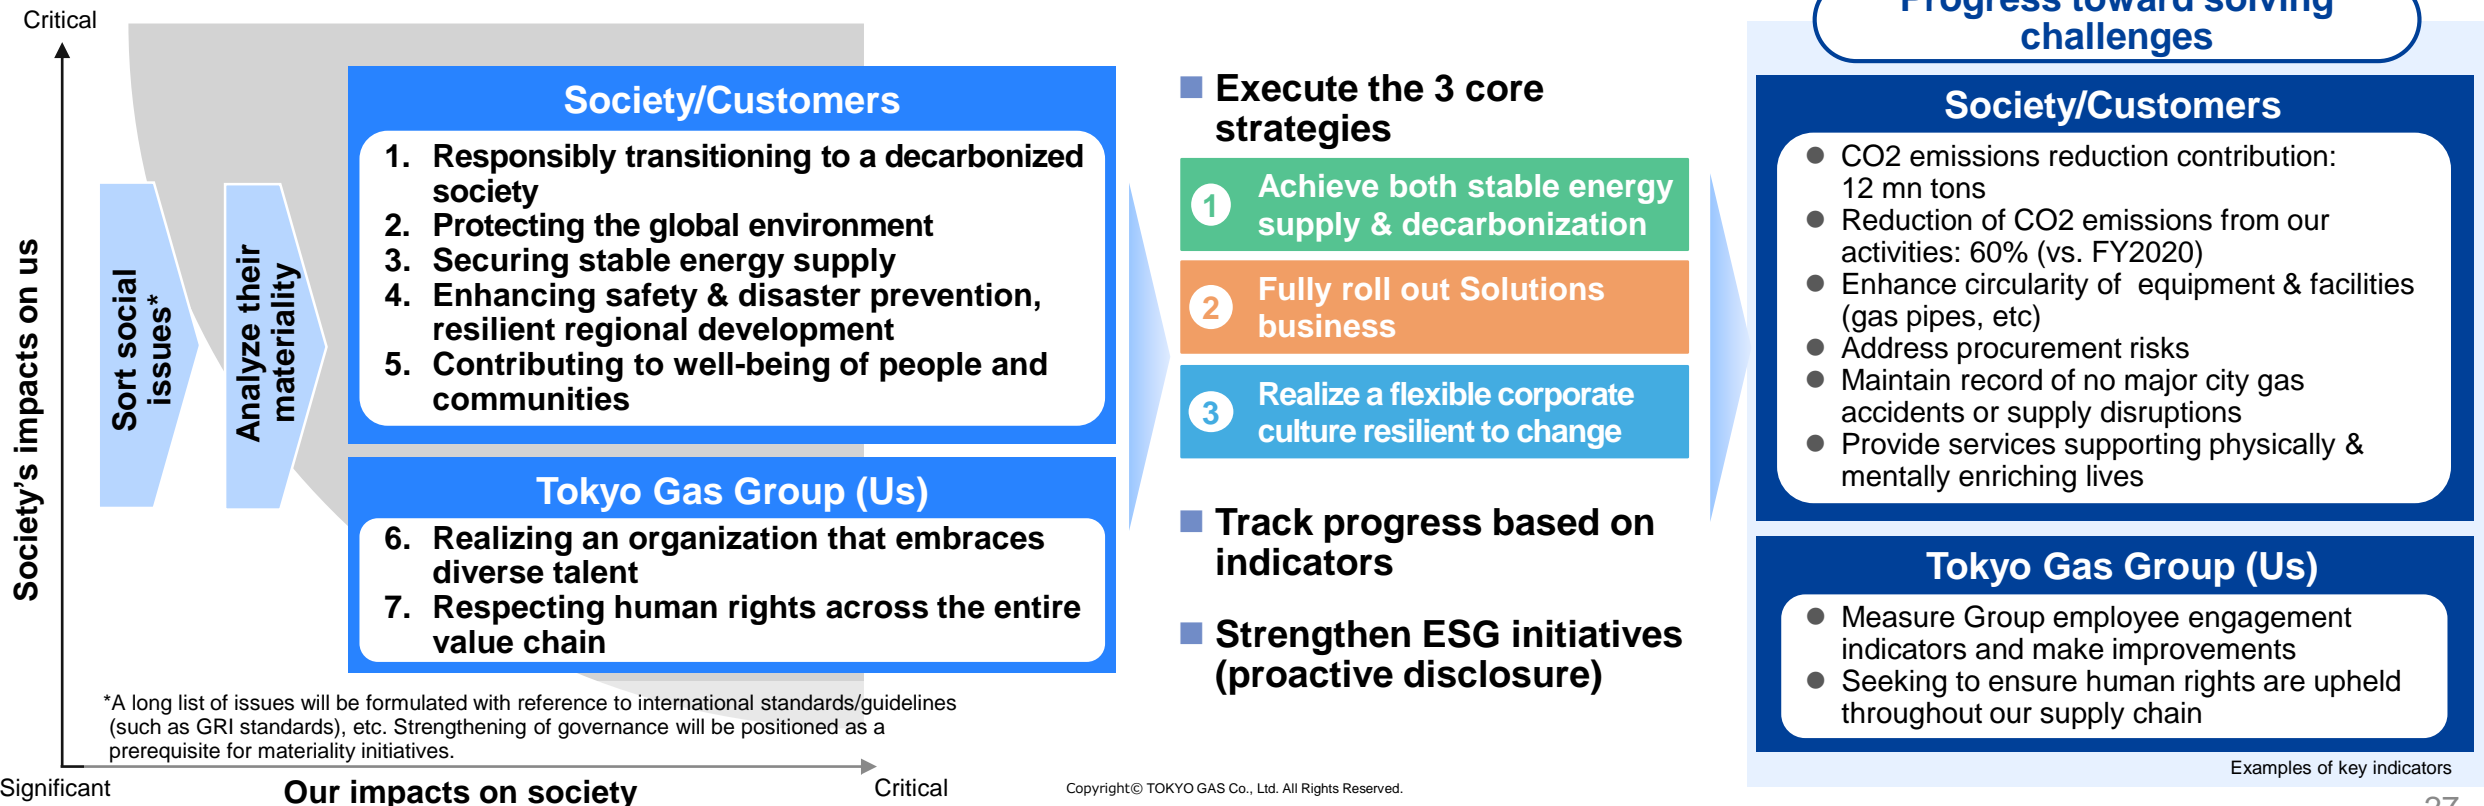 Critical
Society's impacts on us
Sort social
issues*
Analyze their
materiality
Society/Customers
1. Responsibly transitioning to a decarbonized
society
2. Protecting the global environment
3. Securing stable energy supply
4. Enhancing safety & disaster prevention,
resilient regional development
5. Contributing to well-being of people and
communities
Tokyo Gas Group (Us)
6. Realizing an organization that embraces
diverse talent
7. Respecting human rights across the entire
value chain
*A long list of issues will be formulated with reference to international standards/guidelines
(such as GRI standards), etc. Strengthening of governance will be positioned as a
prerequisite for materiality initiatives.
Significant
Our impacts on society
Critical
■ Execute the 3 core
strategies
1 Achieve both stable energy
supply & decarbonization
2 Fully roll out Solutions
business
3 Realize a flexible corporate
culture resilient to change
■ Track progress based on
indicators
■ Strengthen ESG initiatives
(proactive disclosure)
Progress toward solving
challenges
Society/Customers
● CO2 emissions reduction contribution:
12 mn tons
● Reduction of CO2 emissions from our
activities: 60% (vs. FY2020)
● Enhance circularity of equipment & facilities
(gas pipes, etc)
● Address procurement risks
● Maintain record of no major city gas
accidents or supply disruptions
● Provide services supporting physically &
mentally enriching lives
Tokyo Gas Group (Us)
● Measure Group employee engagement
indicators and make improvements
● Seeking to ensure human rights are upheld
throughout our supply chain
Examples of key indicators
Copyright© TOKYO GAS Co., Ltd. All Rights Reserved.
27